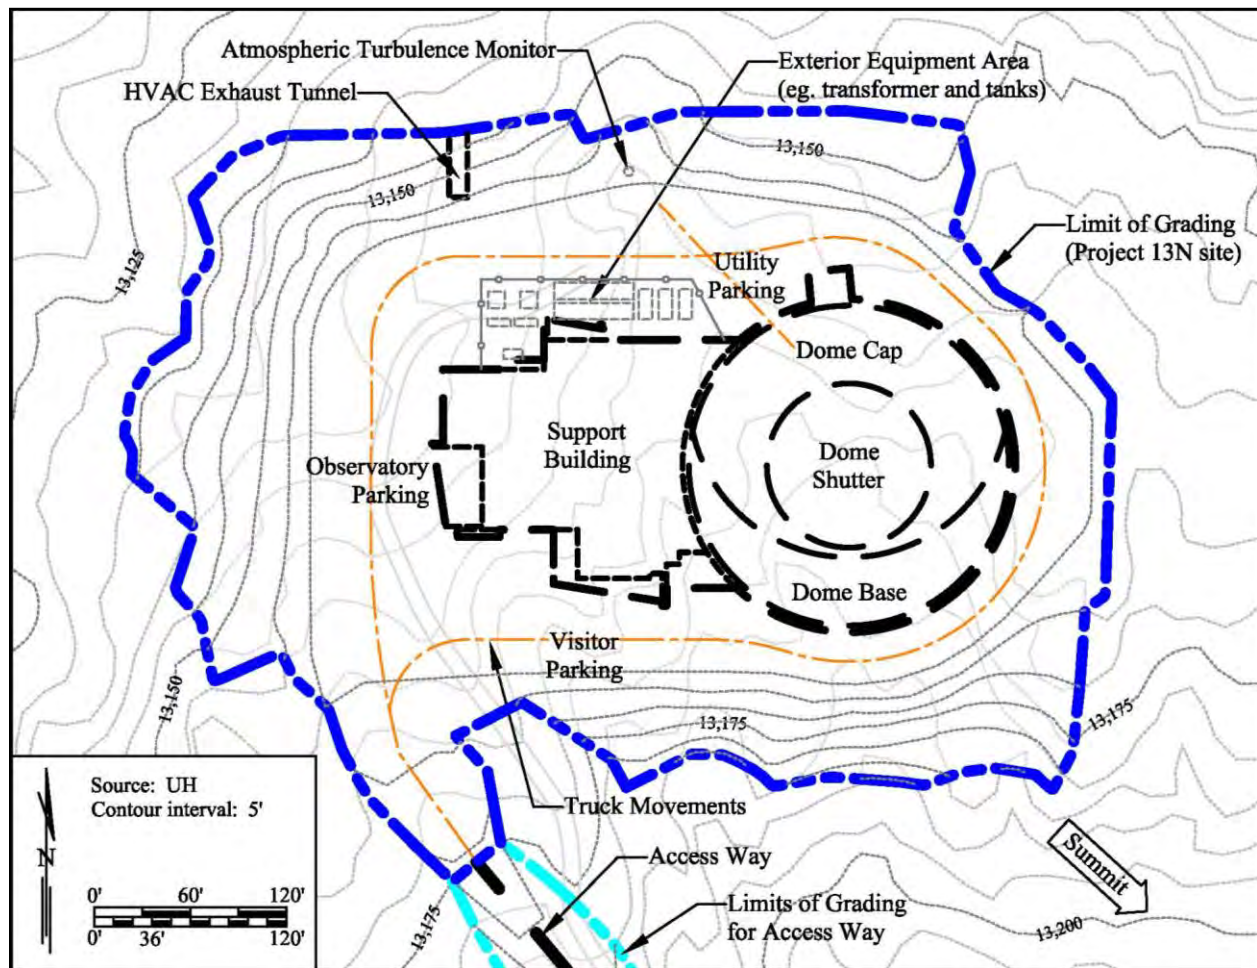 Atmospheric Turbulence Monitor
HVAC Exhaust Tunnel
Exterior Equipment Area
(eg. transformer and tanks)
13,150
13,150
13,125
Limit of Grading
(Project 13N site)
Utility
Parking
Dome Cap
Support
Building
Dome
Shutter
Observatory
Parking
Dome Base
Visitor
Parking
13,150
13,175
13,175
Source: UH
Contour interval: 5'
N
0' 60' 120'
0' 36' 120'
Truck Movements
Access Way
Summit
Limits of Grading
for Access Way
13,175
13,200